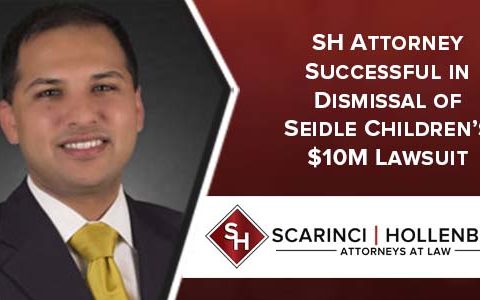 SH ATTORNEY
SUCCESSFUL IN
DISMISSAL OF
SEIDLE CHILDREN'S
$10M LAWSUIT
SH
SCARINCI | HOLLENB
ATTORNEYS AT LAW